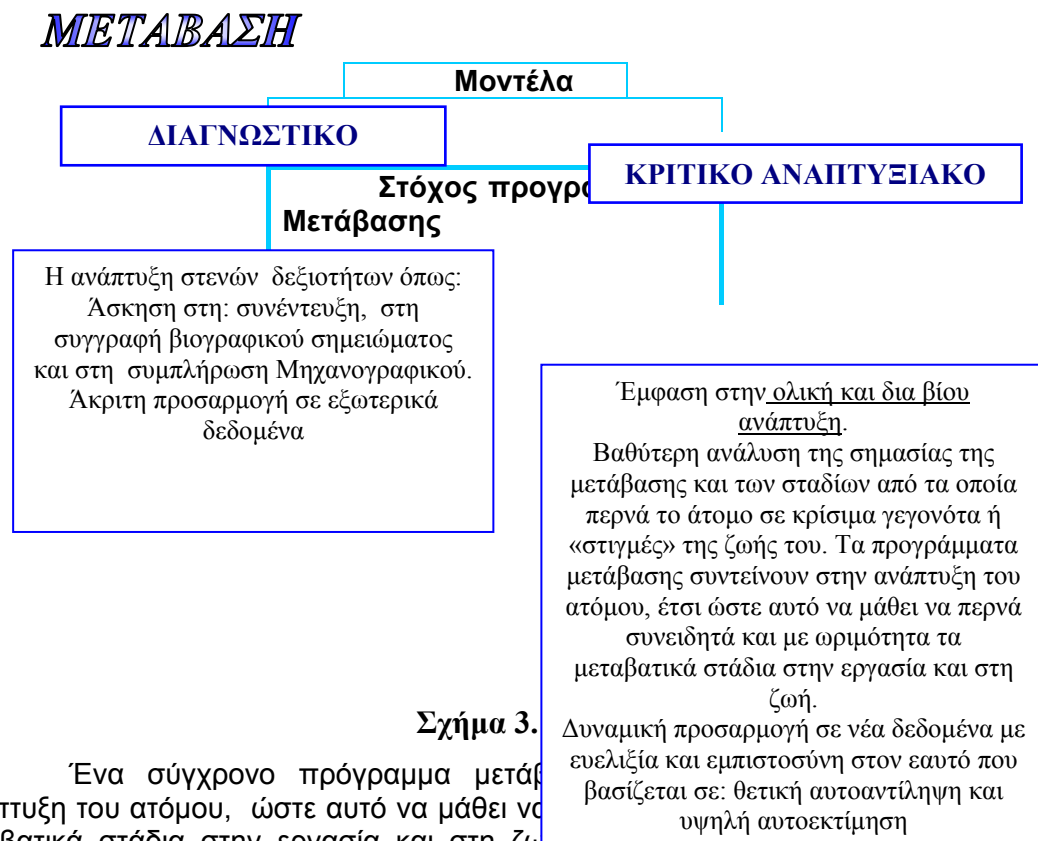 ΜΕΤΑΒΑΣΗ
Μοντέλα
ΔΙΑΓΝΩΣΤΙΚΟ
ΚΡΙΤΙΚΟ ΑΝΑΠΤΥΞΙΑΚΟ
Στόχος
Μετάβασης
Η ανάπτυξη στενών δεξιοτήτων όπως:
Άσκηση στη: συνέντευξη, στη
συγγραφή βιογραφικού σημειώματος
και στη συμπλήρωση Μηχανογραφικού.
Άκριτη προσαρμογή σε εξωτερικά
δεδομένα
Έμφαση στην ολική και δια βίου
ανάπτυξη.
Βαθύτερη ανάλυση της σημασίας της
μετάβασης και των σταδίων από τα οποία
περνά το άτομο σε κρίσιμα γεγονότα ή
«στιγμές» της ζωής του. Τα προγράμματα
μετάβασης συντείνουν στην ανάπτυξη του
ατόμου, έτσι ώστε αυτό να μάθει να περνά
συνειδητά και με ωριμότητα τα
μεταβατικά στάδια στην εργασία και στη
ζωή.
Δυναμική προσαρμογή σε νέα δεδομένα με
ευελιξία και εμπιστοσύνη στον εαυτό που
βασίζεται σε: θετική αυτοαντίληψη και
υψηλή αυτοεκτίμηση
Σχήμα 3.
Ένα σύγχρονο πρόγραμμα
του ατόμου, ώστε αυτό να μάθει
στάδια στην εργασία και στη